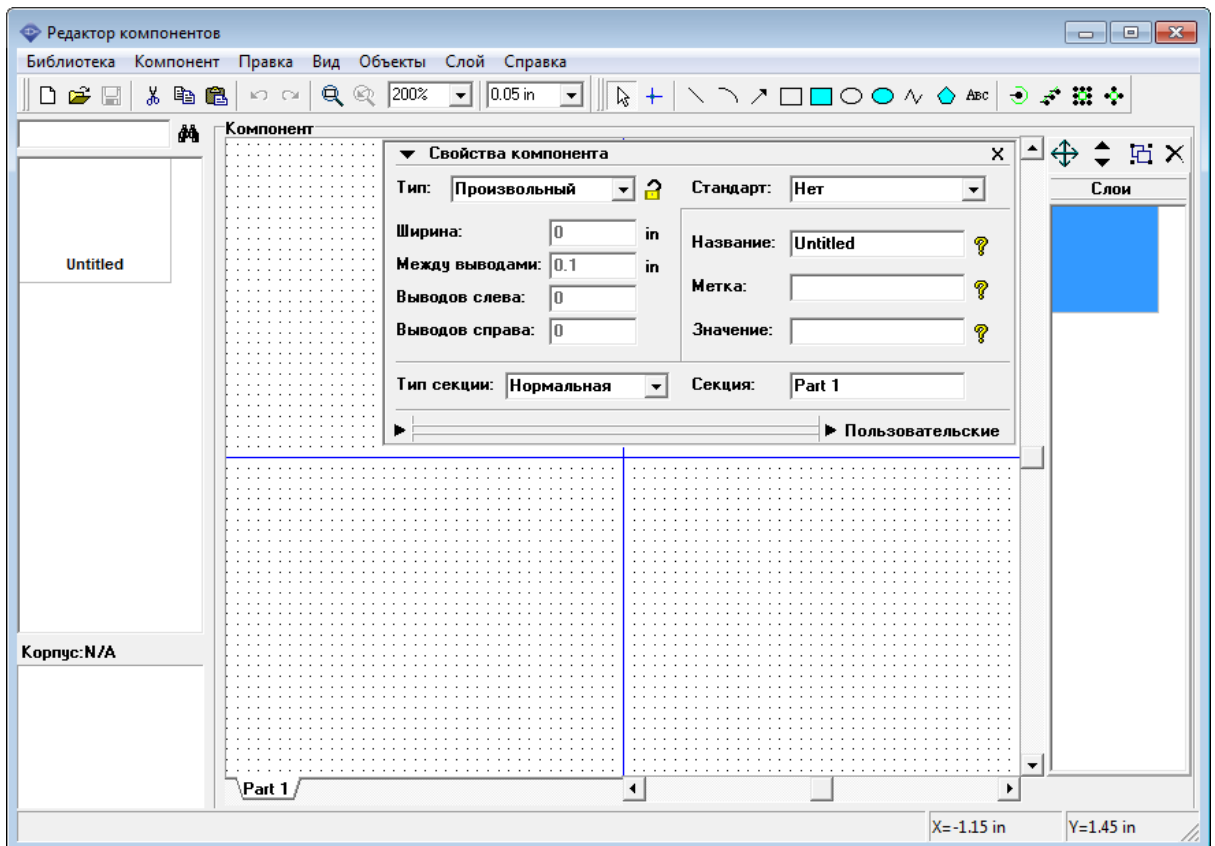 Редактор компонентов
Библиотека Компонент Правка Вид Объекты Слой Справка
200% 0.05 in ABC
Компонент
Свойства компонента X
Слои
Тип: Произвольный Стандарт: Нет
Ширина: 0 in
Название: Untitled
Между выводами: 0.1 in
Untitled
Метка:
Выводов слева: 0
Выводов справа: 0
Значение:
Тип секции: Нормальная Секция: Part 1
Пользовательские
Корпус:N/A
Part 1
X=-1.15 in Y=1.45 in